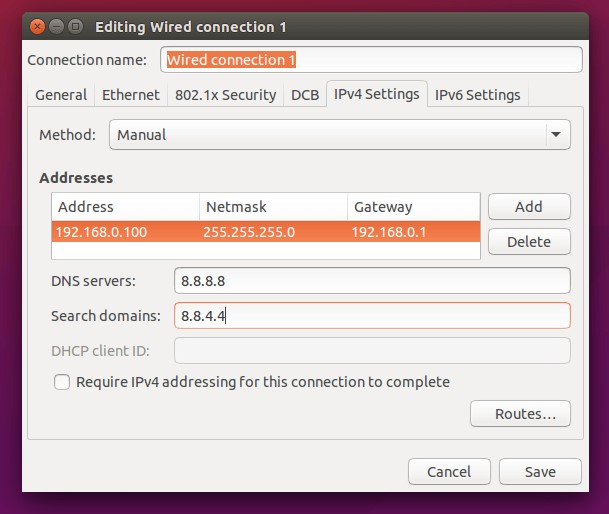 Editing Wired connection 1
Connection name: Wired connection 1
General Ethernet 802.1x Security DCB IPv4 Settings IPv6 Settings
Method: Manual
Addresses
Address Netmask Gateway Add
192.168.0.100 255.255.255.0 192.168.0.1 Delete
DNS servers: 8.8.8.8
Search domains: 8.8.4.4
DHCP client ID:
Require IPv4 addressing for this connection to complete
Routes…
Cancel Save